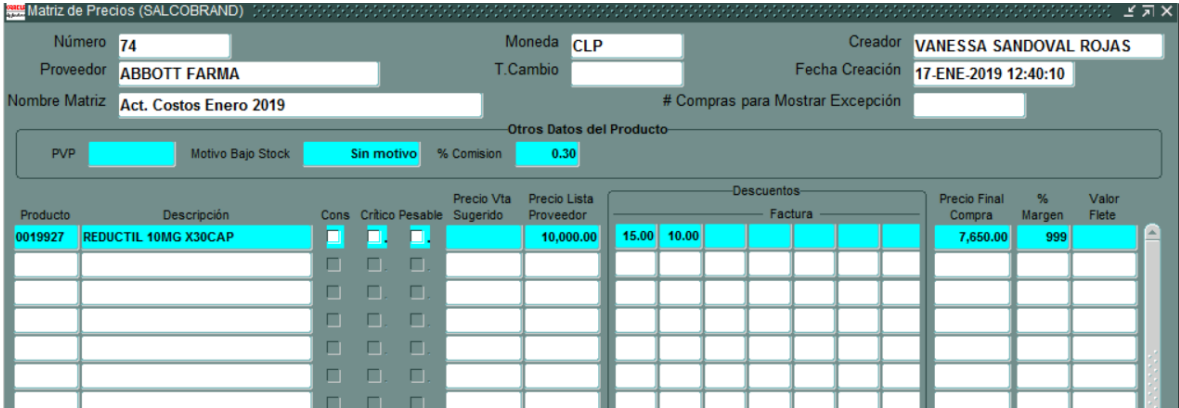 Matriz de Precios (SALCOBRAND)
Número 74 Moneda CLP Creador VANESSA SANDOVAL ROJAS
Proveedor ABBOTT FARMA T.Cambio Fecha Creación 17-ENE-2019 12:40:10
Nombre Matriz Act. Costos Enero 2019 # Compras para Mostrar Excepción
Otros Datos del Producto
PVP Motivo Bajo Stock Sin motivo % Comision 0.30
Descuentos
Precio Vta Precio Lista Precio Final % Valor
Producto Descripción Cons Crítico Pesable Sugerido Proveedor Factura Compra Margen Flete
0019927 REDUCTIL 10MG X30CAP 10,000.00 15.00 10.00 7,650.00 999